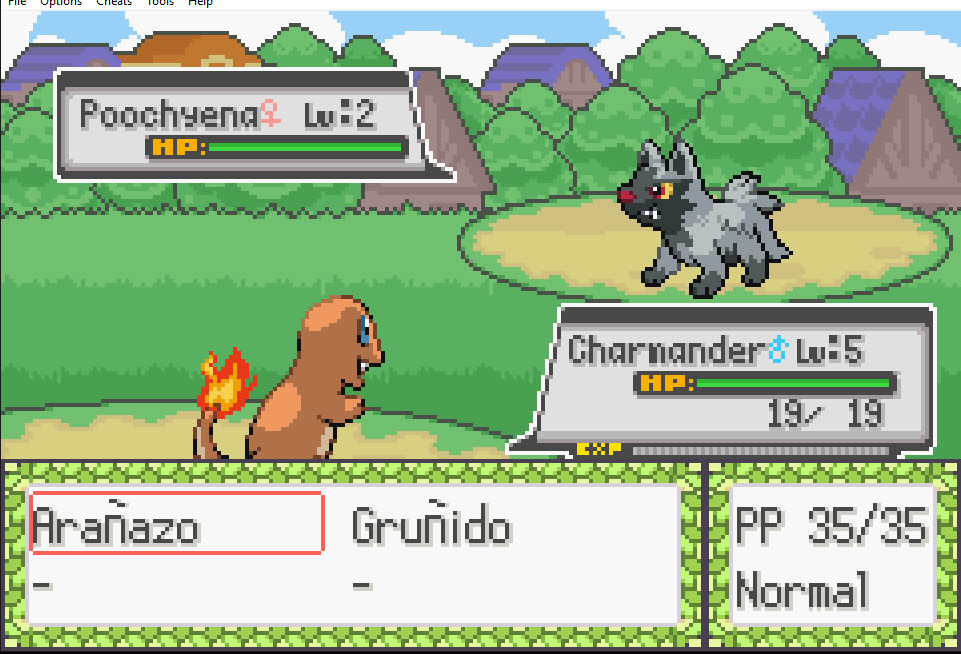 File Options Cheats Tools Help
Poochyena♀ Lv:2
HP:
Charmander♂ Lv:5
HP:
19/ 19
EXP
Arañazo Gruñido
- -
PP 35/35
Normal